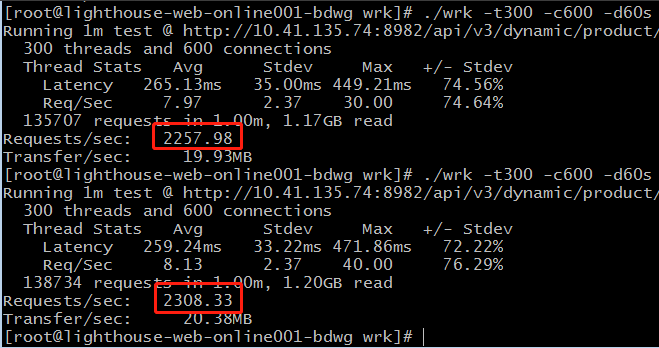 [root@lighthouse-web-online001-bdwg wrk]# ./wrk -t300 -c600 -d60s
Running 1m test @ http://10.41.135.74:8982/api/v3/dynamic/product/
300 threads and 600 connections
Thread Stats Avg Stdev Max +/- Stdev
Latency 265.13ms 35.00ms 449.21ms 74.56%
Req/Sec 7.97 2.37 30.00 74.64%
135707 requests in 1.00m, 1.17GB read
Requests/sec: 2257.98
Transfer/sec: 19.93MB
[root@lighthouse-web-online001-bdwg wrk]# ./wrk -t300 -c600 -d60s
Running 1m test @ http://10.41.135.74:8982/api/v3/dynamic/product/
300 threads and 600 connections
Thread Stats Avg Stdev Max +/- Stdev
Latency 259.24ms 33.22ms 471.86ms 72.22%
Req/Sec 8.13 2.37 40.00 76.29%
138734 requests in 1.00m, 1.20GB read
Requests/sec: 2308.33
Transfer/sec: 20.38MB
[root@lighthouse-web-online001-bdwg wrk]#